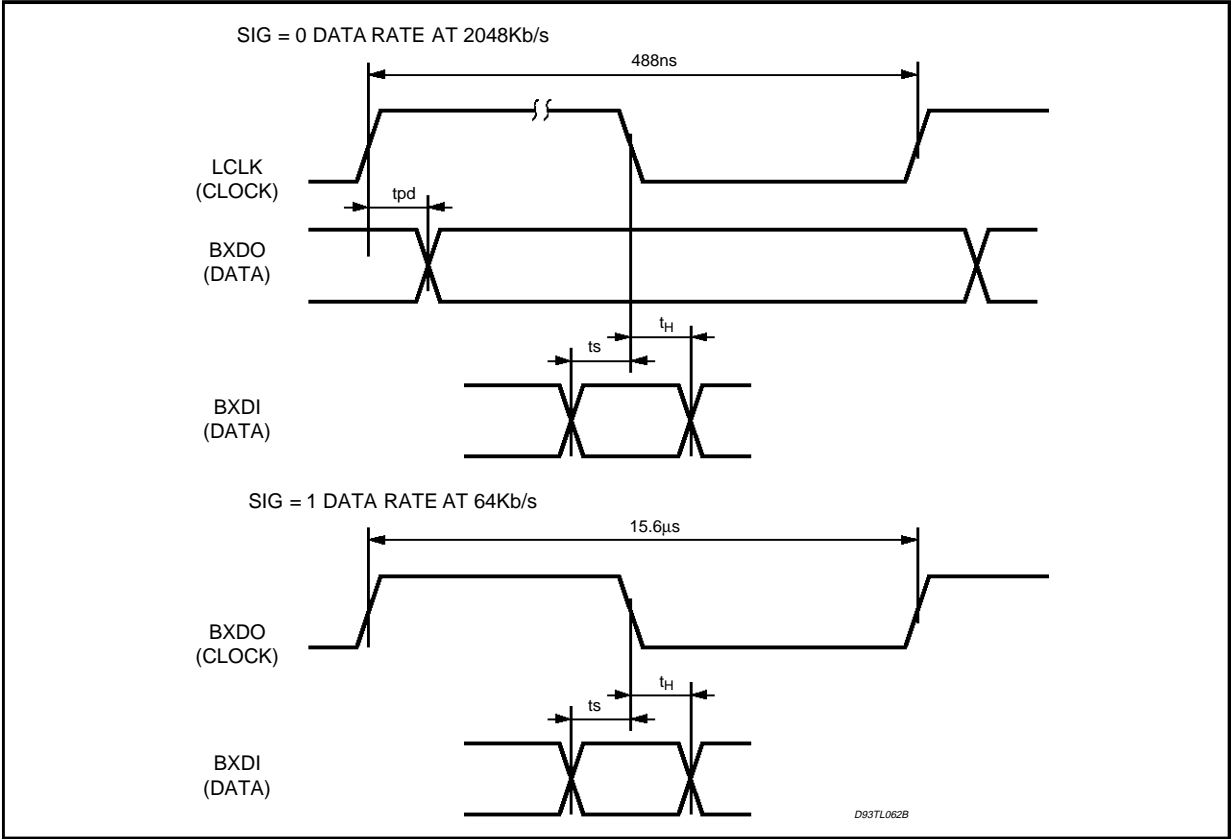 SIG = 0 DATA RATE AT 2048Kb/s
488ns
LCLK
(CLOCK)
tpd
BXDO
(DATA)
tH
ts
BXDI
(DATA)
SIG = 1 DATA RATE AT 64Kb/s
15.6µs
BXDO
(CLOCK)
tH
ts
BXDI
(DATA)
D93TL062B